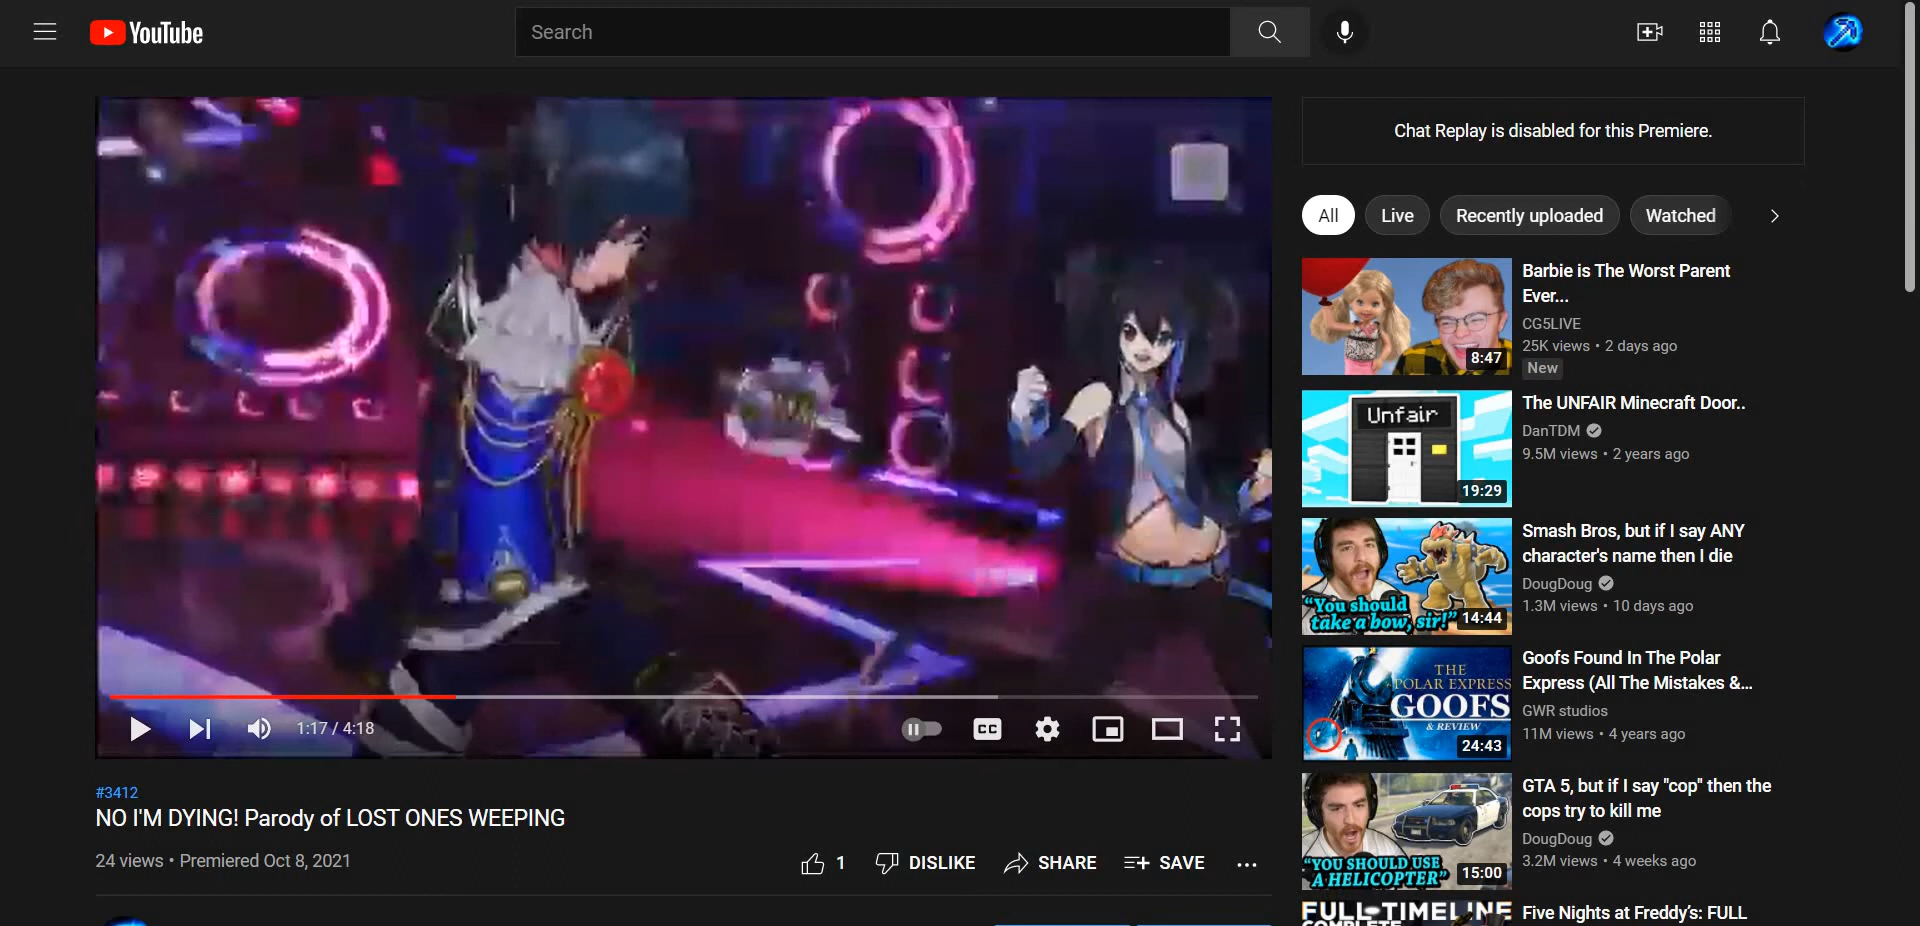 YouTube
Search
Chat Replay is disabled for this Premiere.
All
Live
Recently uploaded
Watched
Barbie is The Worst Parent
Ever...
CG5LIVE
25K views • 2 days ago
New
8:47
Unfair
19:29
The UNFAIR Minecraft Door..
DanTDM
9.5M views • 2 years ago
"You should
take a bow, sir!"
14:44
Smash Bros, but if I say ANY
character's name then I die
DougDoug
1.3M views • 10 days ago
THE
POLAR EXPRESS
GOOFS
& REVIEW
24:43
Goofs Found In The Polar
Express (All The Mistakes &...
GWR studios
11M views • 4 years ago
"YOU SHOULD USE
A HELICOPTER"
15:00
GTA 5, but if I say "cop" then the
cops try to kill me
DougDoug
3.2M views • 4 weeks ago
FULL TIMELINE
COMPLETE
Five Nights at Freddy's: FULL
1:17 / 4:18
CC
#3412
NO I'M DYING! Parody of LOST ONES WEEPING
24 views • Premiered Oct 8, 2021
1
DISLIKE
SHARE
SAVE